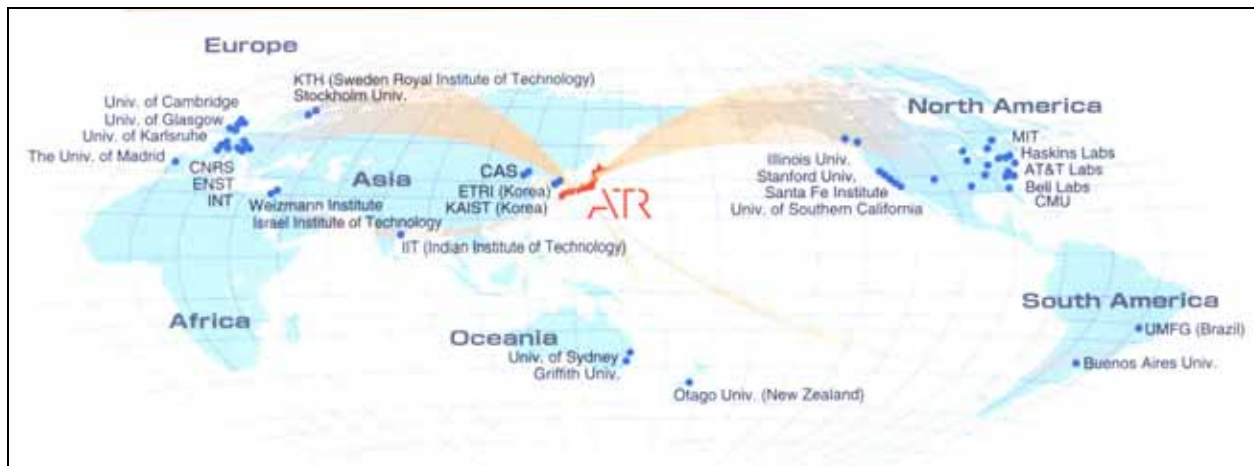 Europe
KTH (Sweden Royal Institute of Technology)
Stockholm Univ.
Univ. of Cambridge
Univ. of Glasgow
Univ. of Karlsruhe
The Univ. of Madrid
CNRS
ENST
INT
Asia
Weizmann Institute
Israel Institute of Technology
CAS
ETRI (Korea)
KAIST (Korea)
ATR
IIT (Indian Institute of Technology)
North America
MIT
Haskins Labs
AT&T Labs
Bell Labs
CMU
Illinois Univ.
Stanford Univ.
Santa Fe Institute
Univ. of Southern California
Africa
Oceania
Univ. of Sydney
Griffith Univ.
Otago Univ. (New Zealand)
South America
UMFG (Brazil)
Buenos Aires Univ.